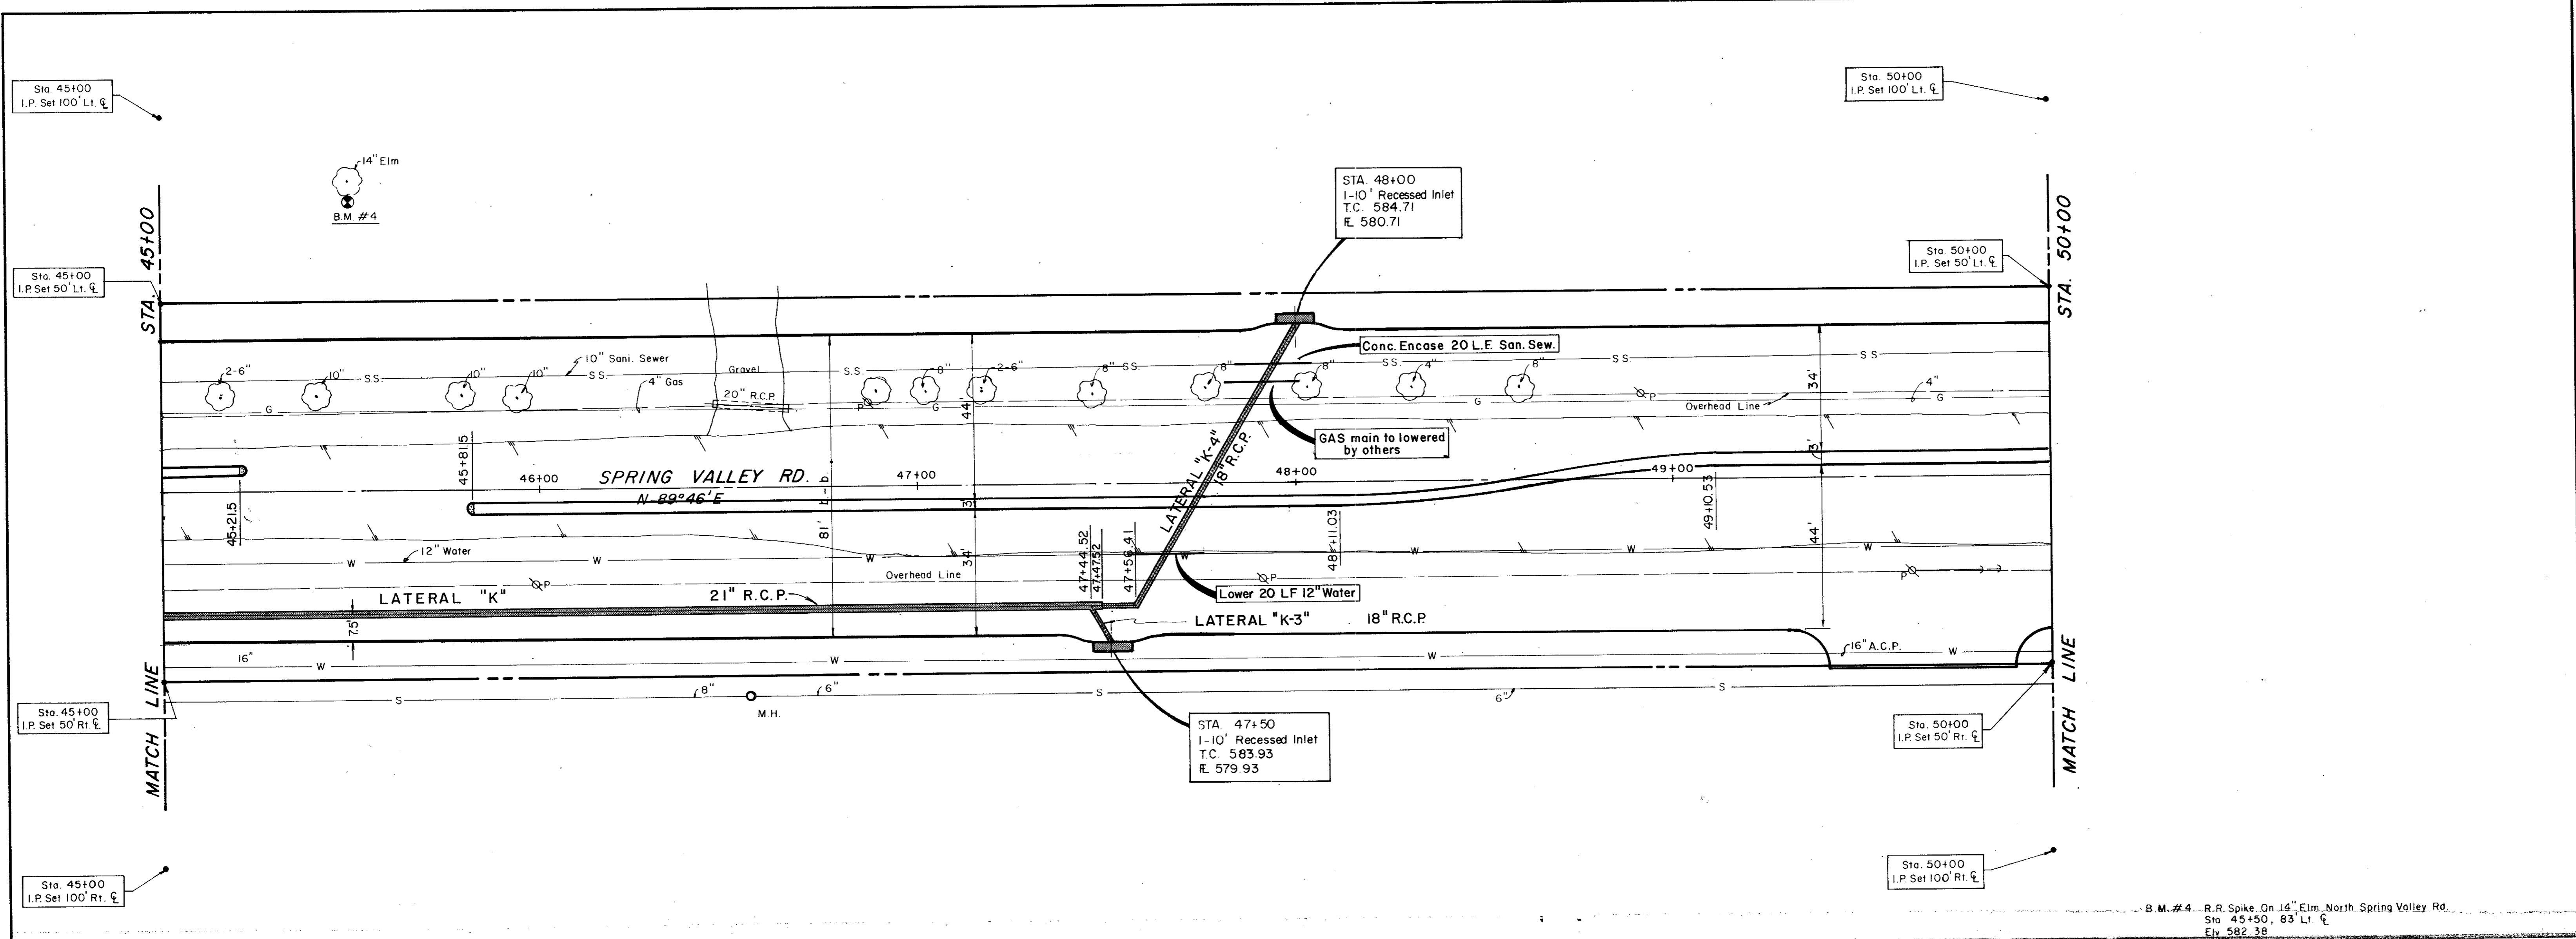 Sta. 45+00
I.P. Set 100' Lt. ℄
Sta. 50+00
I.P. Set 100' Lt. ℄
14" Elm
B.M. #4
STA. 48+00
1-10' Recessed Inlet
T.C. 584.71
FL 580.71
STA. 45+00
STA. 50+00
Sta. 45+00
I.P. Set 50' Lt. ℄
Sta. 50+00
I.P. Set 50' Lt. ℄
Conc. Encase 20 L.F. San. Sew.
10" Sani. Sewer
S.S.
S.S.
S.S.
S.S.
S.S.
S.S.
S.S.
2-6"
10"
10"
10"
4" Gas
Gravel
20" R.C.P.
8"
2-6"
8"
8"
8"
4"
8"
34'
4"
G
P
G
44'
G
P
G
Overhead Line
GAS main to lowered
by others
LATERAL "K-4"
18" R.C.P.
3'
45+81.5
46+00
SPRING VALLEY RD.
N 89°46' E
47+00
48+00
49+00
45+21.5
81' b-b
3'
49+10.53
44'
12" Water
W
W
W
W
W
W
W
34'
47+44.52
47+47.52
47+56.41
48+11.03
Overhead Line
P
P
P
Lower 20 LF 12" Water
LATERAL "K"
21" R.C.P.
7.5'
LATERAL "K-3"
18" R.C.P.
16"
W
W
W
16" A.C.P.
W
S
8"
M.H.
6"
S
6"
S
MATCH LINE
MATCH LINE
Sta. 45+00
I.P. Set 50' Rt. ℄
STA. 47+50
1-10' Recessed Inlet
T.C. 583.93
FL 579.93
Sta. 50+00
I.P. Set 50' Rt. ℄
Sta. 45+00
I.P. Set 100' Rt. ℄
Sta. 50+00
I.P. Set 100' Rt. ℄
B.M. #4 R.R. Spike On 14" Elm North Spring Valley Rd.
Sta 45+50, 83' Lt. ℄
Elv 582.38